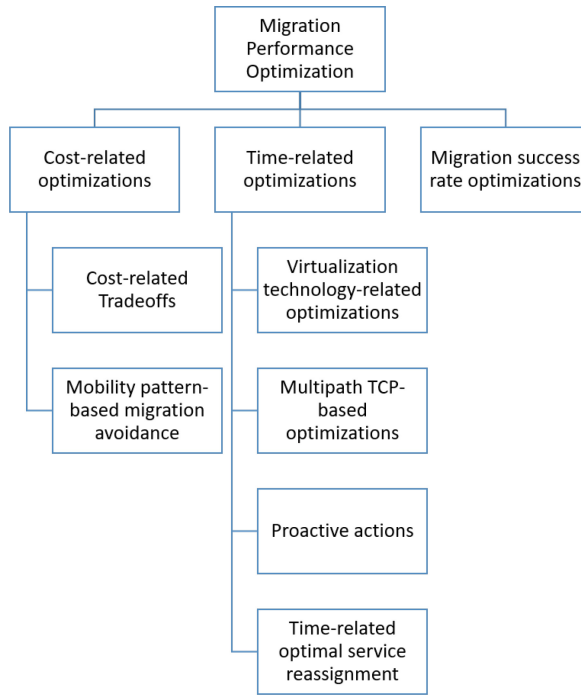 Migration
Performance
Optimization
Cost-related
optimizations
Time-related
optimizations
Migration success
rate optimizations
Cost-related
Tradeoffs
Mobility pattern-
based migration
avoidance
Virtualization
technology-related
optimizations
Multipath TCP-
based
optimizations
Proactive actions
Time-related
optimal service
reassignment